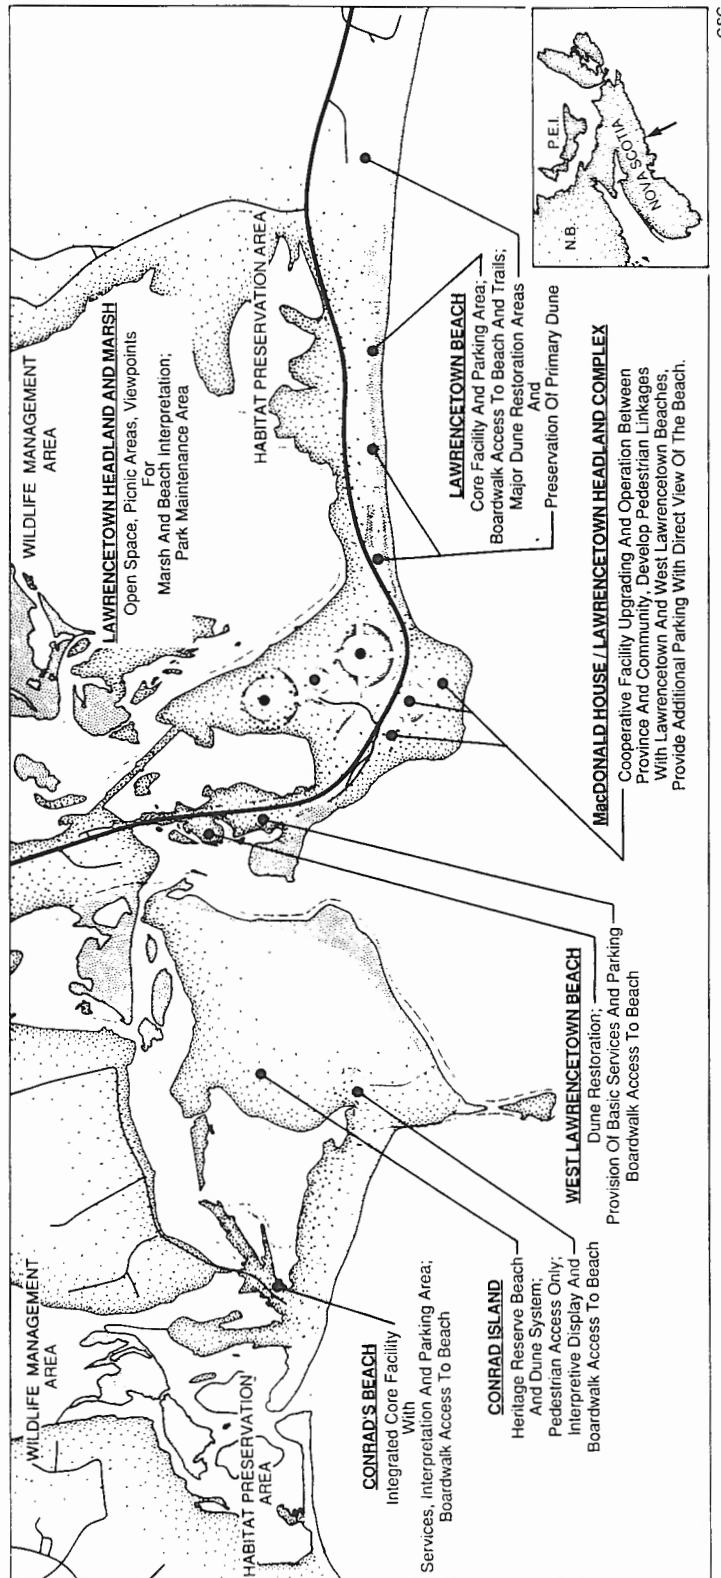 WILDLIFE MANAGEMENT
AREA
HABITAT PRESERVATION
AREA
CONRAD'S BEACH
Integrated Core Facility
With
Services, Interpretation And Parking Area;
Boardwalk Access To Beach
CONRAD ISLAND
Heritage Reserve Beach
And Dune System;
Pedestrian Access Only;
Interpretive Display And
Boardwalk Access To Beach
WEST LAWRENCETOWN BEACH
Dune Restoration;
Provision Of Basic Services And Parking
Boardwalk Access To Beach
WILDLIFE MANAGEMENT
AREA
LAWRENCETOWN HEADLAND AND MARSH
Open Space, Picnic Areas, Viewpoints
For
Marsh And Beach Interpretation;
Park Maintenance Area
HABITAT PRESERVATION AREA
MacDONALD HOUSE / LAWRENCETOWN HEADLAND COMPLEX
Cooperative Facility Upgrading And Operation Between
Province And Community, Develop Pedestrian Linkages
With Lawrencetown And West Lawrencetown Beaches,
Provide Additional Parking With Direct View Of The Beach.
LAWRENCETOWN BEACH
Core Facility And Parking Area;
Boardwalk Access To Beach And Trails;
Major Dune Restoration Areas
And
Preservation Of Primary Dune
N.B.
P.E.I.
NOVA SCOTIA
GSC